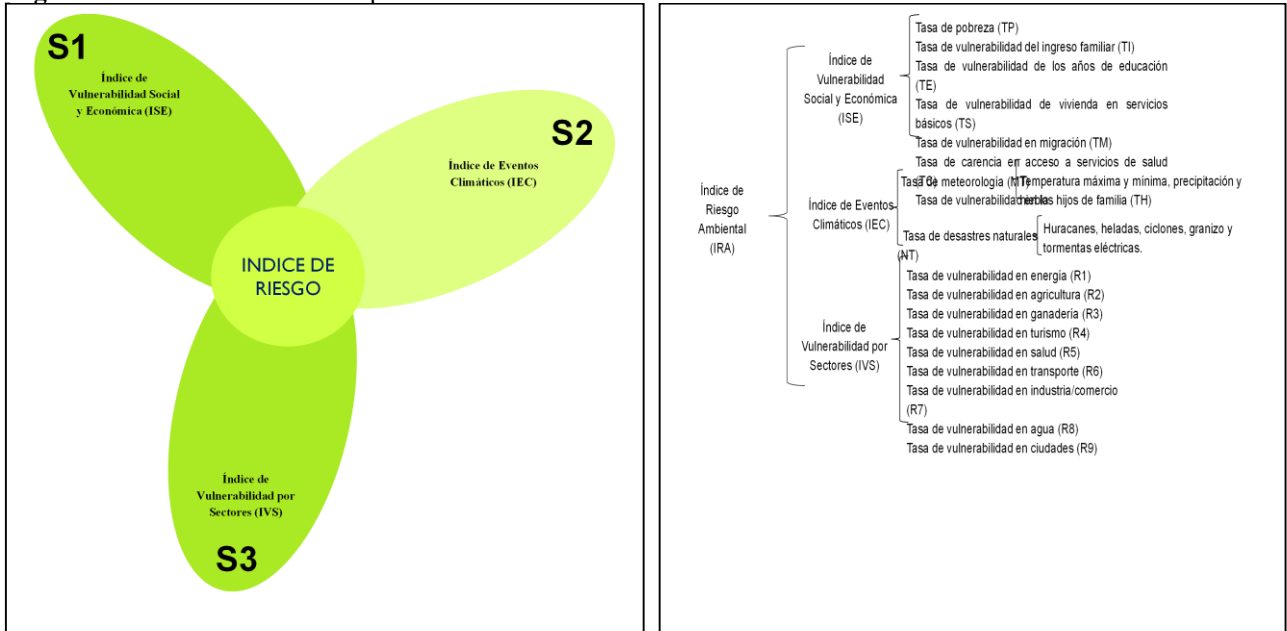 S1
Índice de
Vulnerabilidad Social
y Económica (ISE)
S2
Índice de Eventos
Climáticos (IEC)
INDICE DE
RIESGO
Índice de
Vulnerabilidad por
Sectores (IVS)
S3
Índice de
Riesgo
Ambiental
(IRA)
Índice de
Vulnerabilidad
Social y Económica
(ISE)
Tasa de pobreza (TP)
Tasa de vulnerabilidad del ingreso familiar (TI)
Tasa de vulnerabilidad de los años de educación
(TE)
Tasa de vulnerabilidad de vivienda en servicios
básicos (TS)
Tasa de vulnerabilidad en migración (TM)
Tasa de carencia en acceso a servicios de salud
Tasa de vulnerabilidad en los hijos de familia (TH)
Índice de Eventos
Climáticos (IEC)
Tasa de meteorología (MT)
Temperatura máxima y mínima, precipitación y
Tasa de desastres naturales
(NT)
Huracanes, heladas, ciclones, granizo y
tormentas eléctricas.
Índice de
Vulnerabilidad por
Sectores (IVS)
Tasa de vulnerabilidad en energía (R1)
Tasa de vulnerabilidad en agricultura (R2)
Tasa de vulnerabilidad en ganadería (R3)
Tasa de vulnerabilidad en turismo (R4)
Tasa de vulnerabilidad en salud (R5)
Tasa de vulnerabilidad en transporte (R6)
Tasa de vulnerabilidad en industria/comercio
(R7)
Tasa de vulnerabilidad en agua (R8)
Tasa de vulnerabilidad en ciudades (R9)